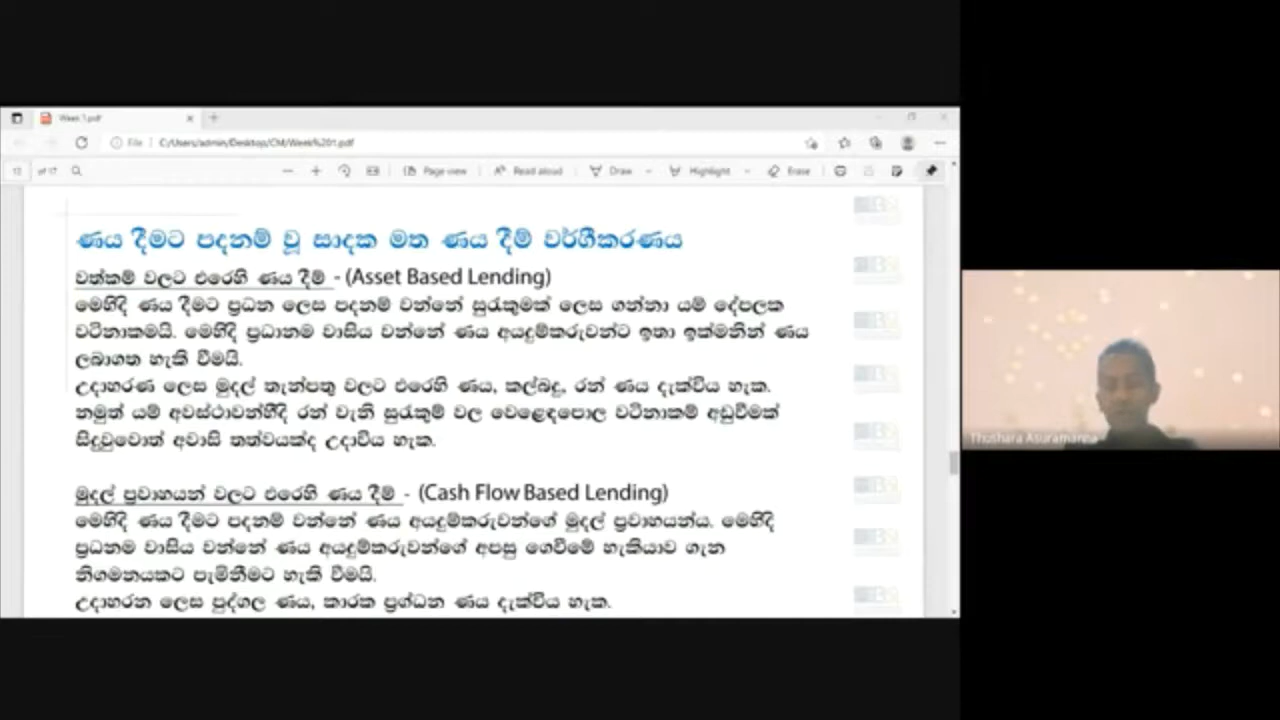 Week 1.pdf
File C:/Users/admin/Desktop/CM/Week%201.pdf
of 17 Page view Read aloud Draw Highlight Erase
ණය දීමට පදනම් වූ සාදක මත ණය දීම් වර්ගීකරණය
වත්කම් වලට එරෙහි ණය දීම් - (Asset Based Lending)
මෙහිදි ණය දීමට ප්‍රධන ලෙස පදනම් වන්නේ සුරැකුමක් ලෙස ගන්නා යම් දේපලක
වටිනාකමයි. මෙහිදි ප්‍රධානම වාසිය වන්නේ ණය අයදුම්කරුවන්ට ඉතා ඉක්මනින් ණය
ලබාගත හැකි වීමයි.
උදාහරණ ලෙස මුදල් තැන්පතු වලට එරෙහි ණය, කල්බදු, රන් ණය දැක්විය හැක.
නමුත් යම් අවස්ථාවන්හීදි රන් වැනි සුරැකුම් වල වෙළෙඳපොල වටිනාකම් අඩුවීමක්
සිදුවුවොත් අවාසි තත්වයක්ද උදාවිය හැක.
මුදල් ප්‍රවාහයන් වලට එරෙහි ණය දීම් - (Cash Flow Based Lending)
මෙහිදි ණය දීමට පදනම් වන්නේ ණය අයදුම්කරුවන්ගේ මුදල් ප්‍රවාහයන්ය. මෙහිදි
ප්‍රධනම වාසිය වන්නේ ණය අයදුම්කරුවන්ගේ අපසු ගෙවීමේ හැකියාව ගැන
නිගමනයකට පැමිනීමට හැකි වීමයි.
උදාහරන ලෙස පුද්ගල ණය, කාරක ප්‍රග්ධන ණය දැක්විය හැක.
Thushara Asuramanna